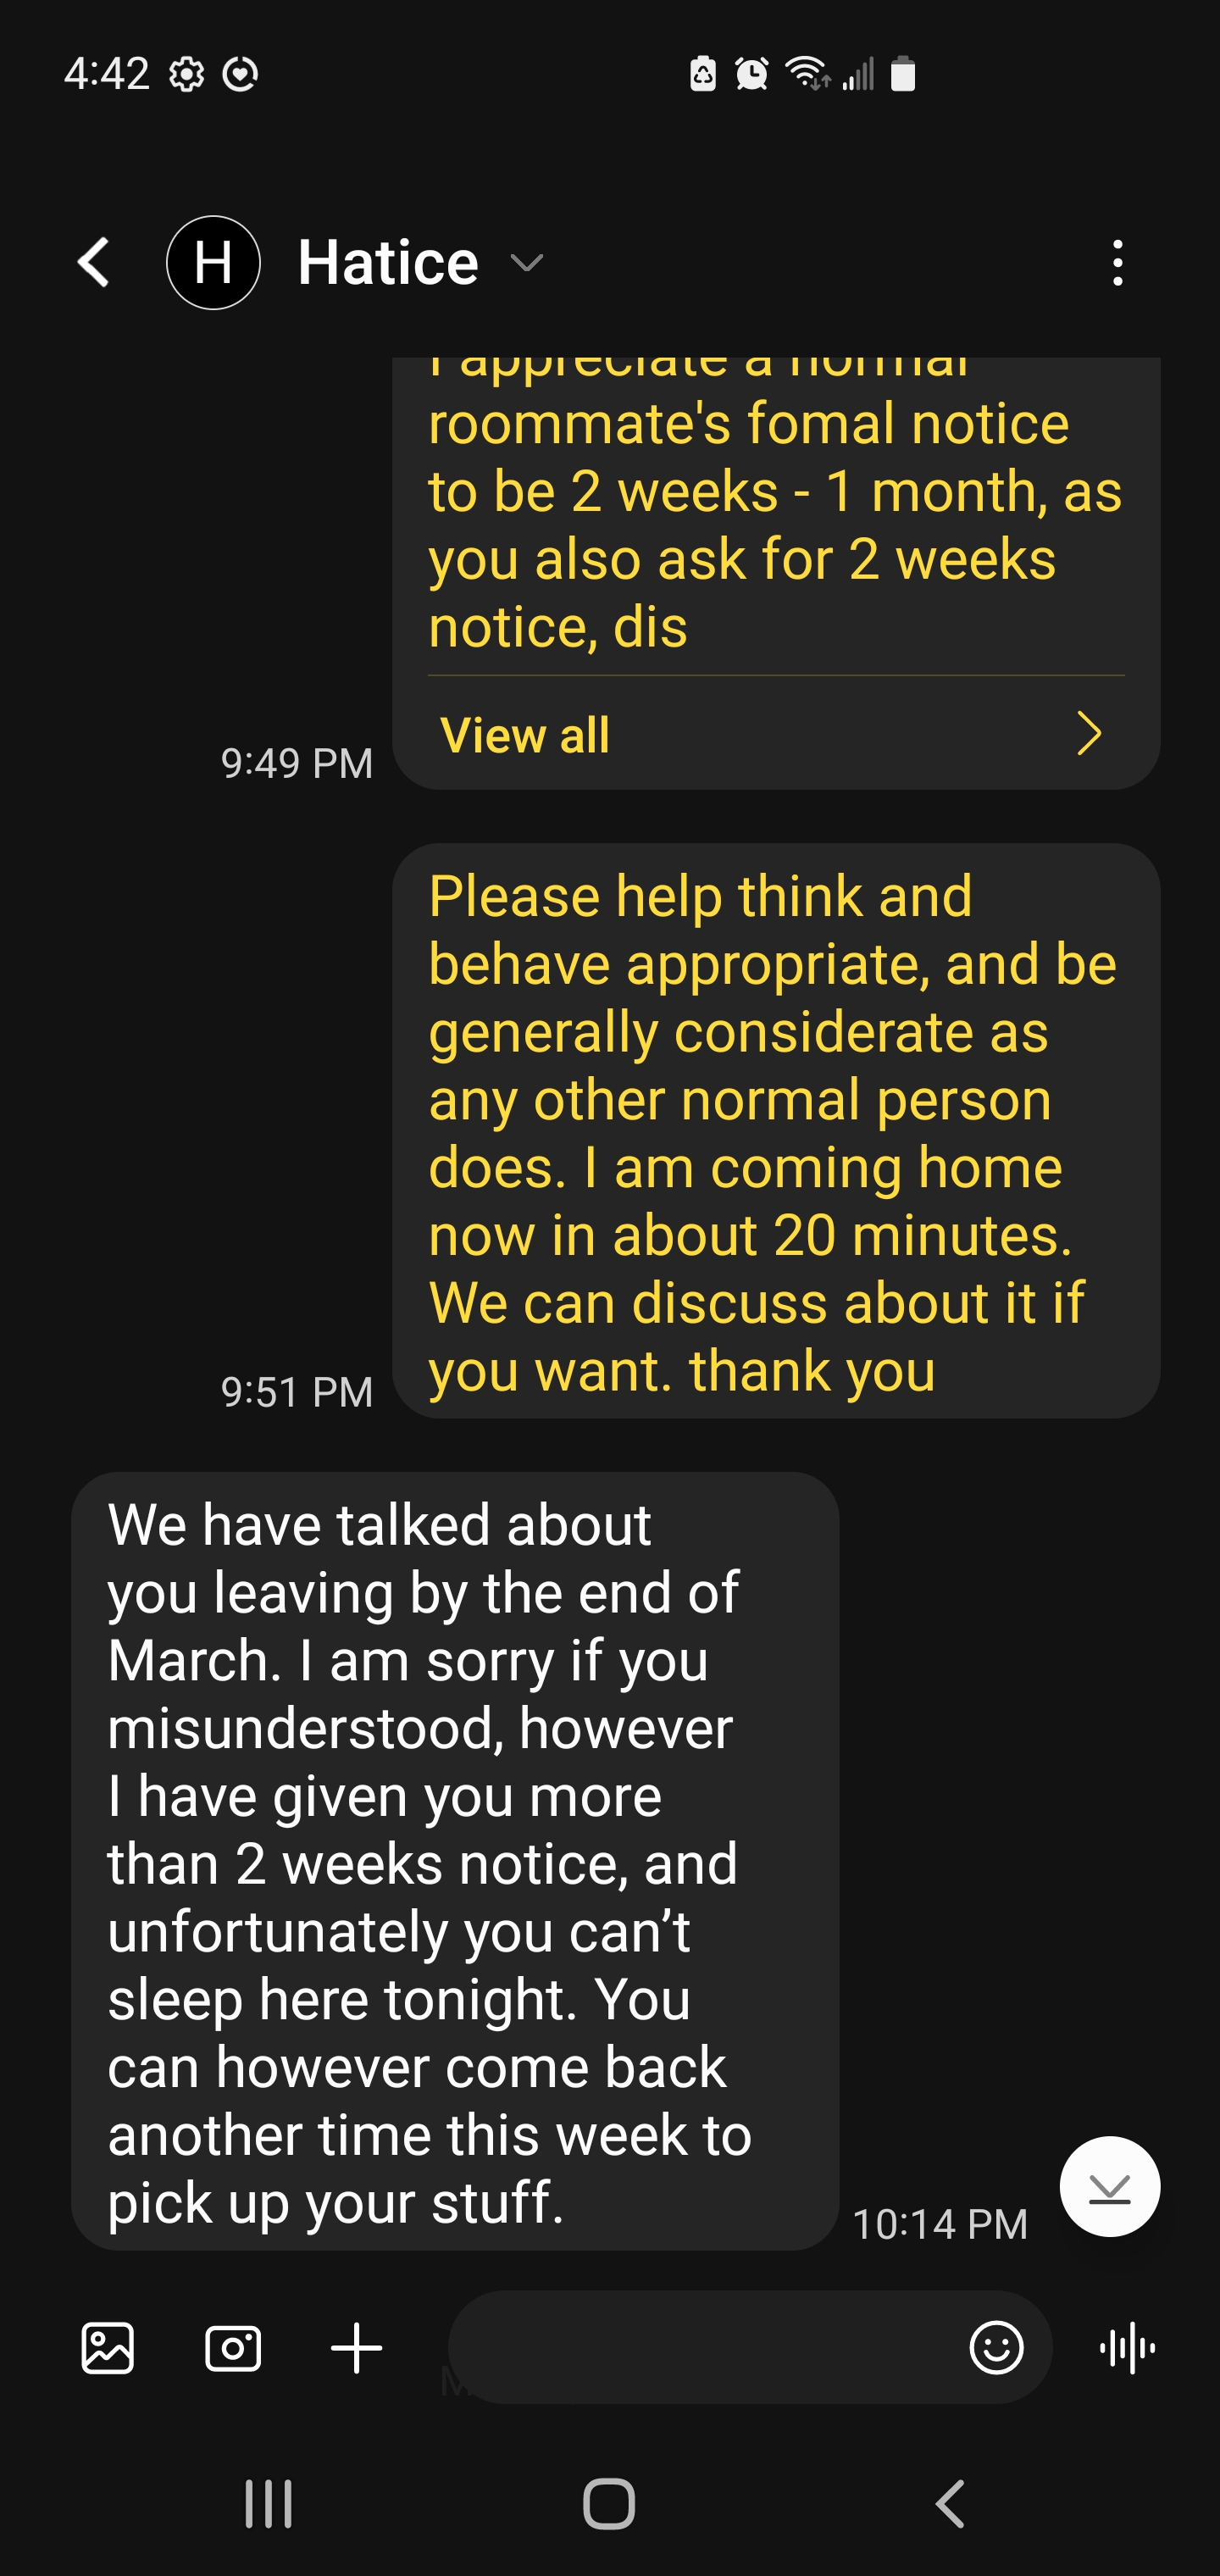 4:42
H Hatice
I appreciate a normal
roommate's fomal notice
to be 2 weeks - 1 month, as
you also ask for 2 weeks
notice, dis
View all
9:49 PM
Please help think and
behave appropriate, and be
generally considerate as
any other normal person
does. I am coming home
now in about 20 minutes.
We can discuss about it if
you want. thank you
9:51 PM
We have talked about
you leaving by the end of
March. I am sorry if you
misunderstood, however
I have given you more
than 2 weeks notice, and
unfortunately you can’t
sleep here tonight. You
can however come back
another time this week to
pick up your stuff.
10:14 PM